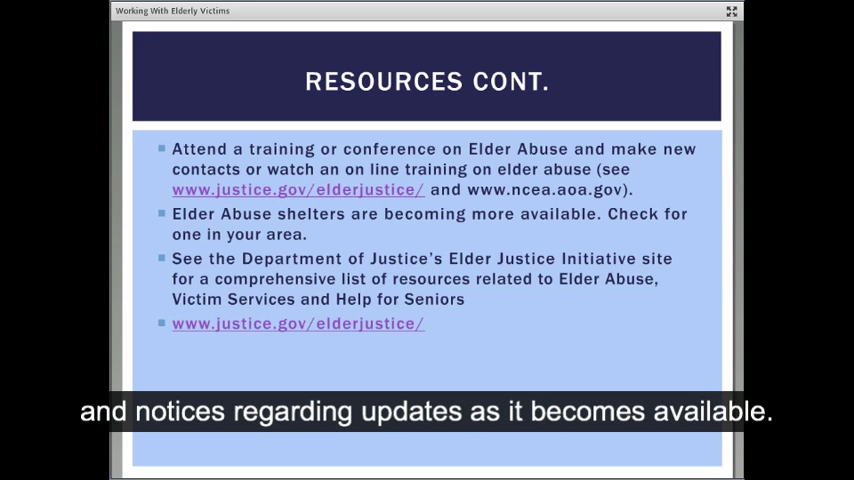 Working With Elderly Victims
RESOURCES CONT.
Attend a training or conference on Elder Abuse and make new
contacts or watch an on line training on elder abuse (see
www.justice.gov/elderjustice/ and www.ncea.aoa.gov).
Elder Abuse shelters are becoming more available. Check for
one in your area.
See the Department of Justice's Elder Justice Initiative site
for a comprehensive list of resources related to Elder Abuse,
Victim Services and Help for Seniors
www.justice.gov/elderjustice/
and notices regarding updates as it becomes available.